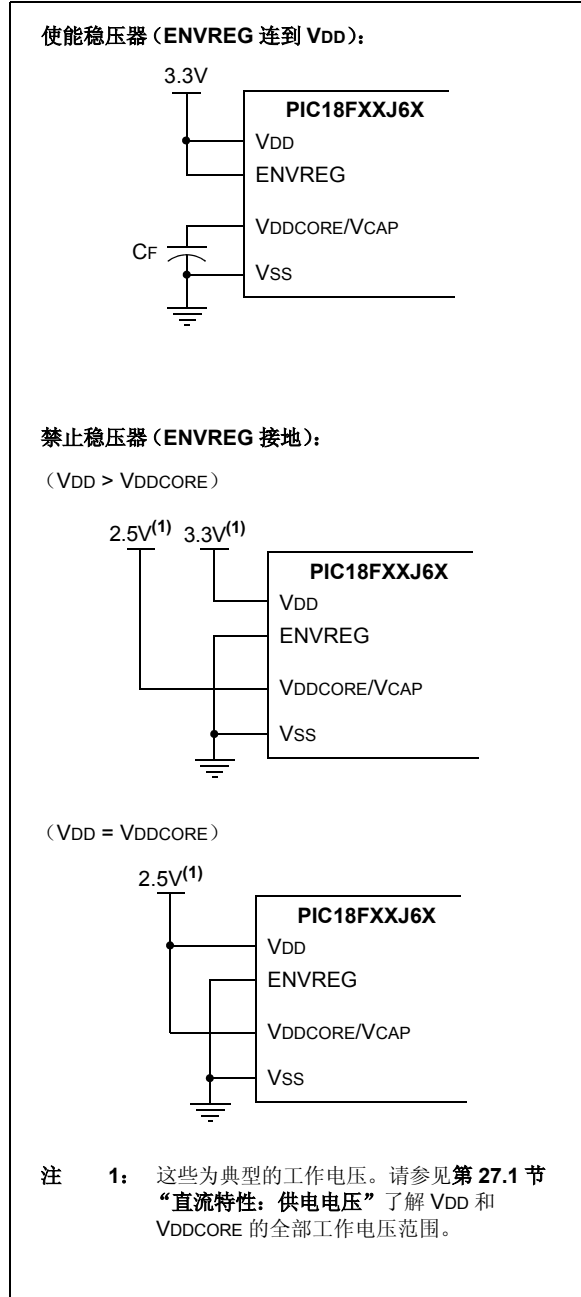 使能稳压器（ENVREG 连到 VDD）：
3.3V
PIC18FXXJ6X
VDD
ENVREG
VDDCORE/VCAP
CF
VSS
禁止稳压器（ENVREG 接地）：
（VDD > VDDCORE）
2.5V(1) 3.3V(1)
PIC18FXXJ6X
VDD
ENVREG
VDDCORE/VCAP
VSS
（VDD = VDDCORE）
2.5V(1)
PIC18FXXJ6X
VDD
ENVREG
VDDCORE/VCAP
VSS
注 1： 这些为典型的工作电压。请参见第 27.1 节
“直流特性：供电电压”了解 VDD 和
VDDCORE 的全部工作电压范围。